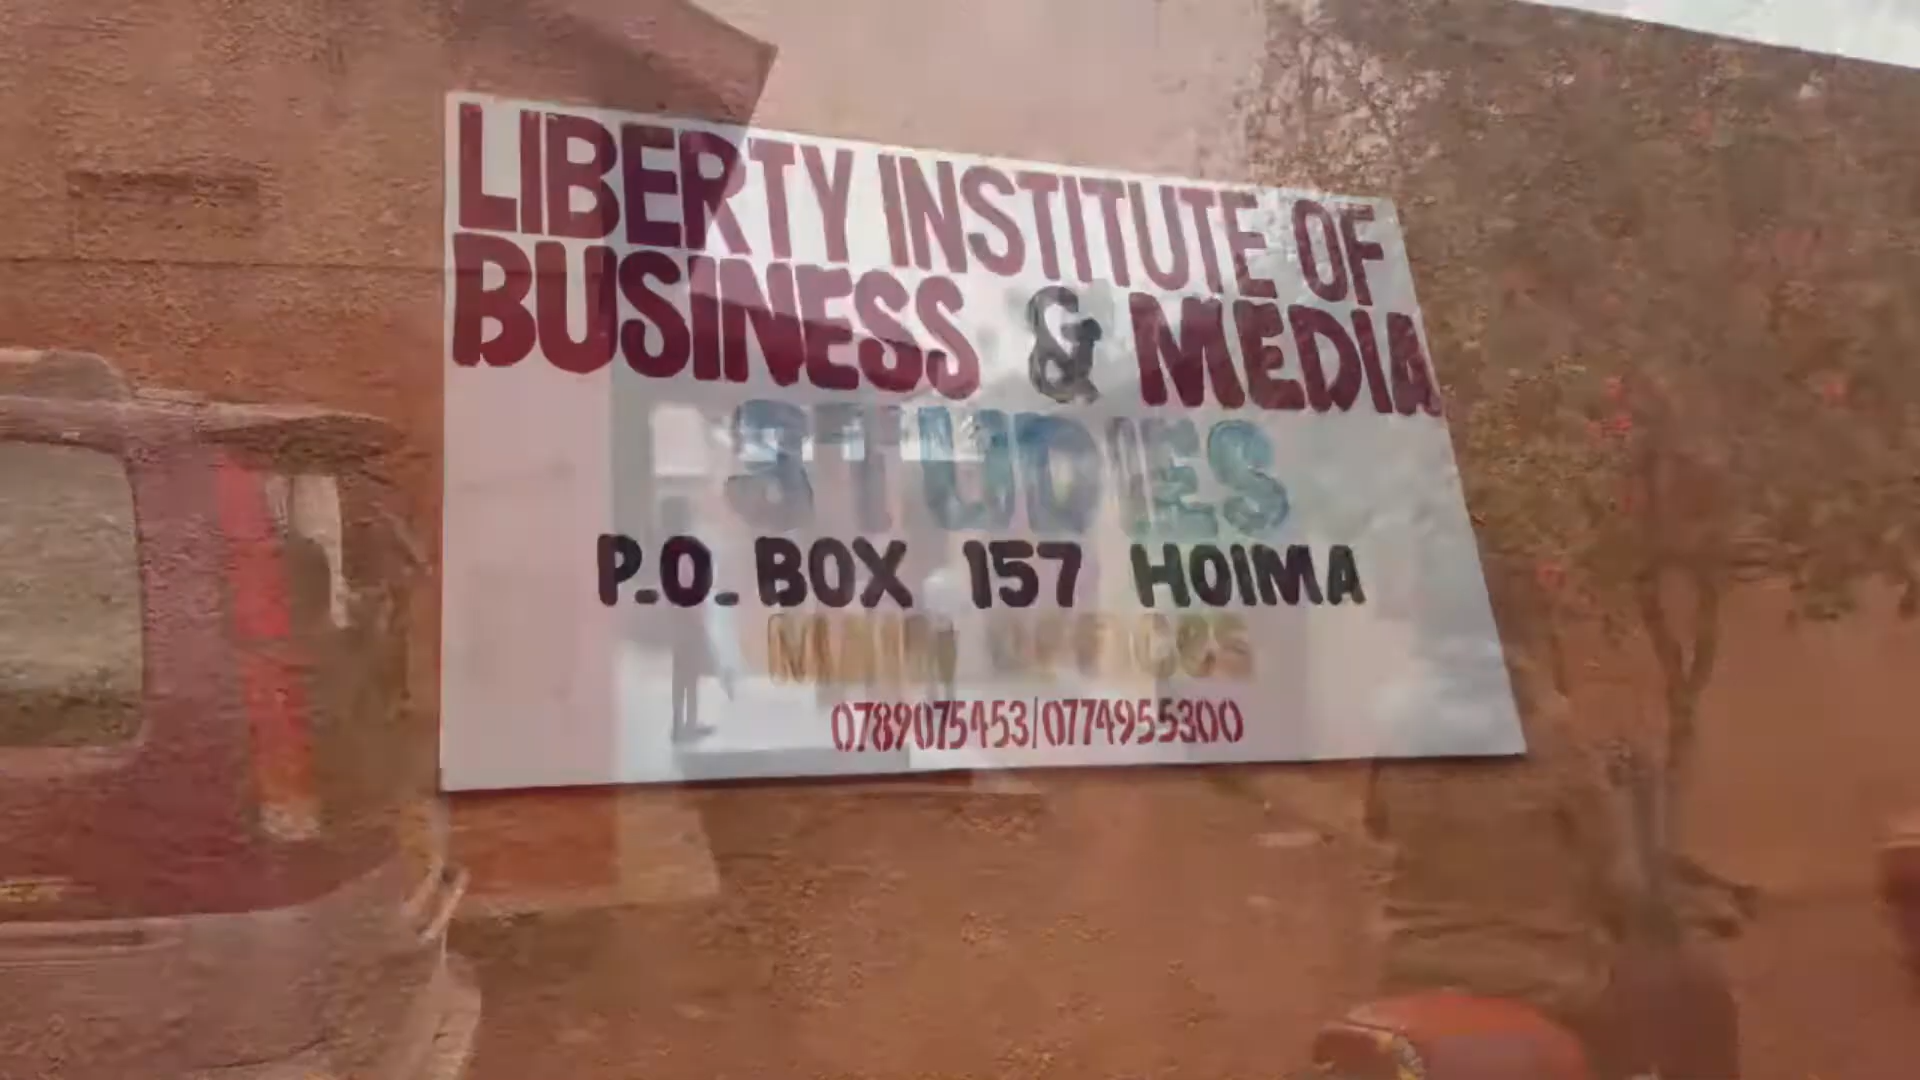 LIBERTY INSTITUTE OF
BUSINESS & MEDIA
STUDIES
P.O. BOX 157 HOIMA
MAIN OFFICES
0789075453/0774955300